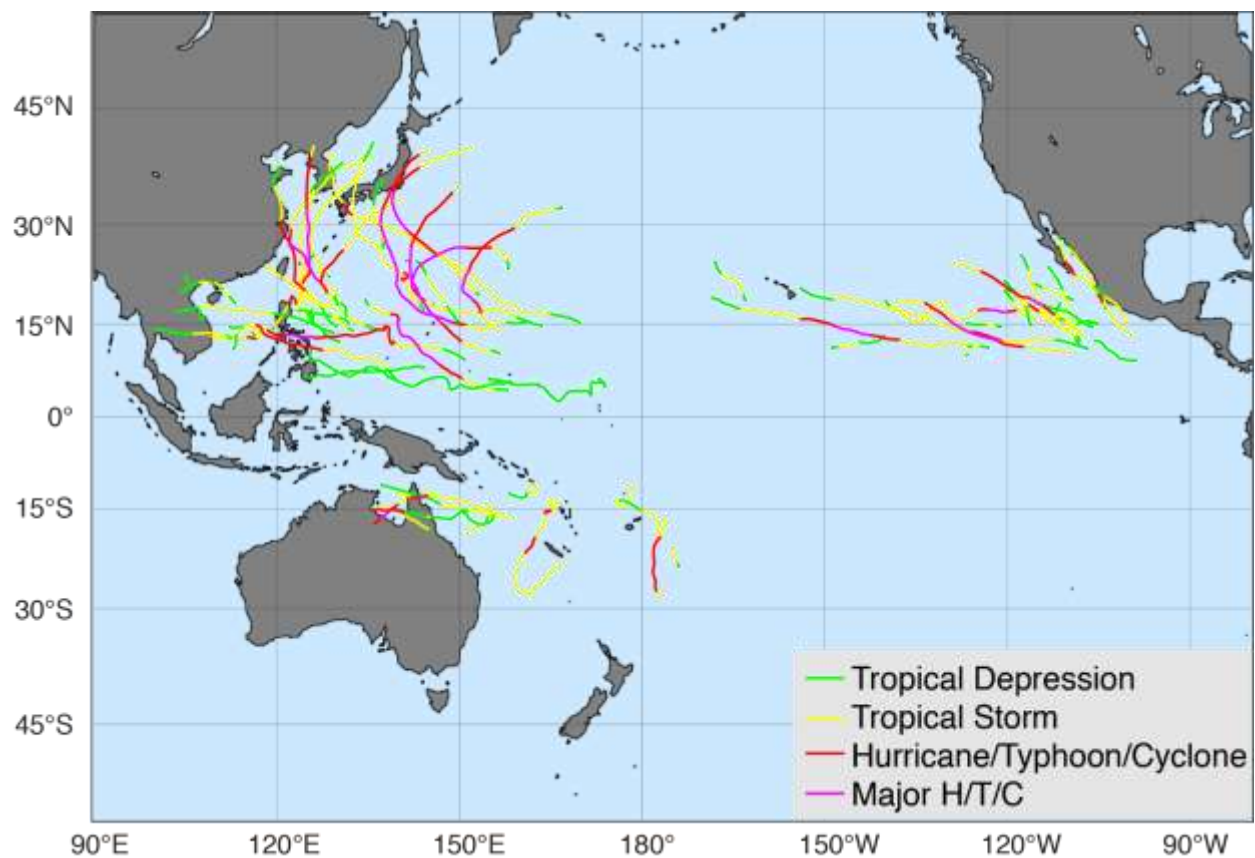 45°N
30°N
15°N
0°
15°S
30°S
45°S
Tropical Depression
Tropical Storm
Hurricane/Typhoon/Cyclone
Major H/T/C
90°E 120°E 150°E 180° 150°W 120°W 90°W